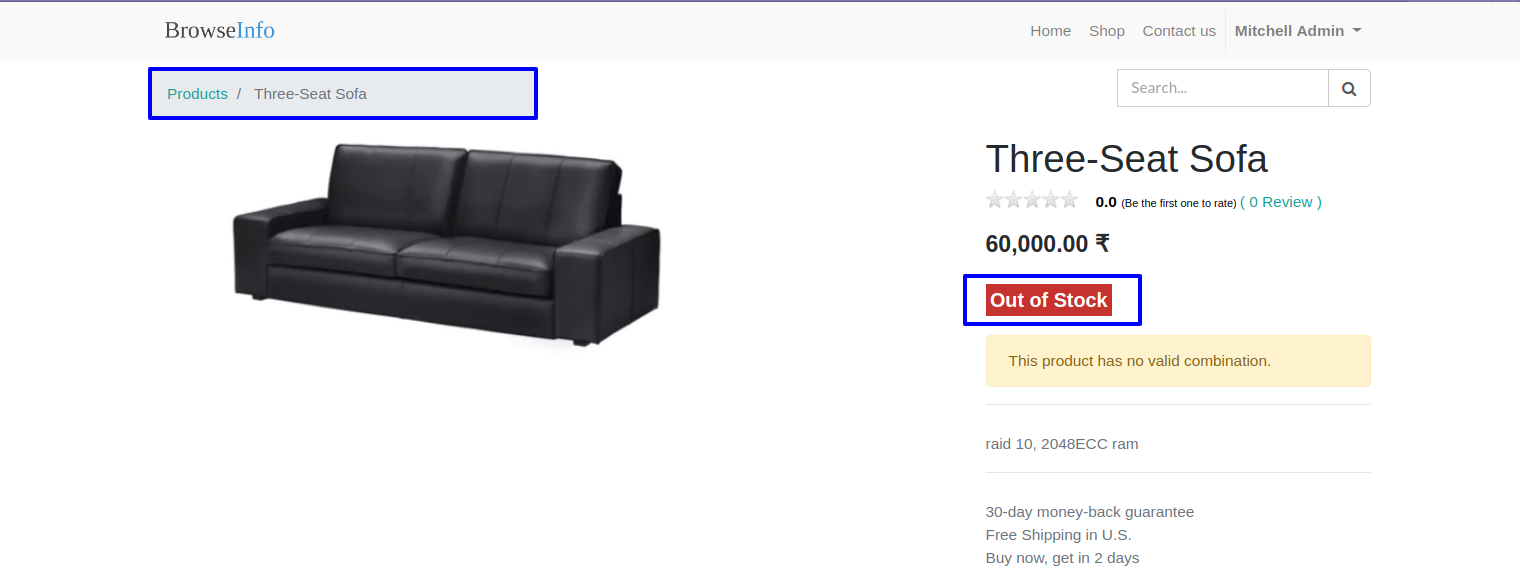 BrowseInfo
Home Shop Contact us Mitchell Admin
Products / Three-Seat Sofa
Search...
Three-Seat Sofa
0.0 (Be the first one to rate) ( 0 Review )
60,000.00 ₹
Out of Stock
This product has no valid combination.
raid 10, 2048ECC ram
30-day money-back guarantee
Free Shipping in U.S.
Buy now, get in 2 days